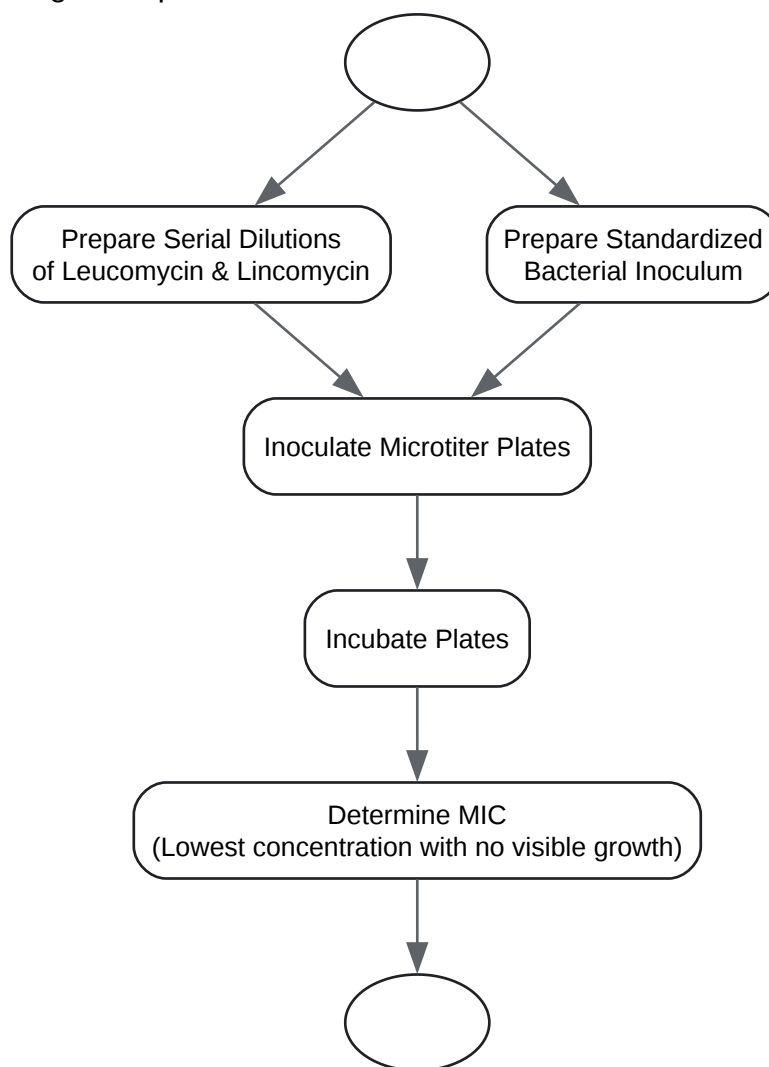 Prepare Serial Dilutions
of Leucomycin & Lincomycin
Prepare Standardized
Bacterial Inoculum
Inoculate Microtiter Plates
Incubate Plates
Determine MIC
(Lowest concentration with no visible growth)